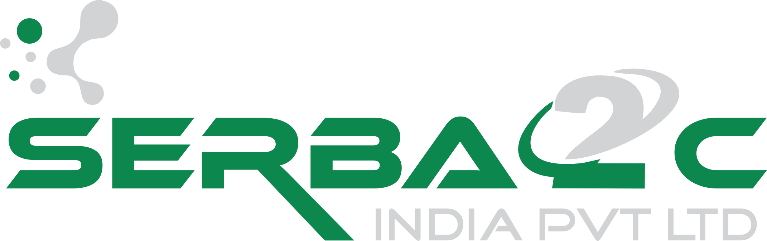 SERBA2C
INDIA PVT LTD